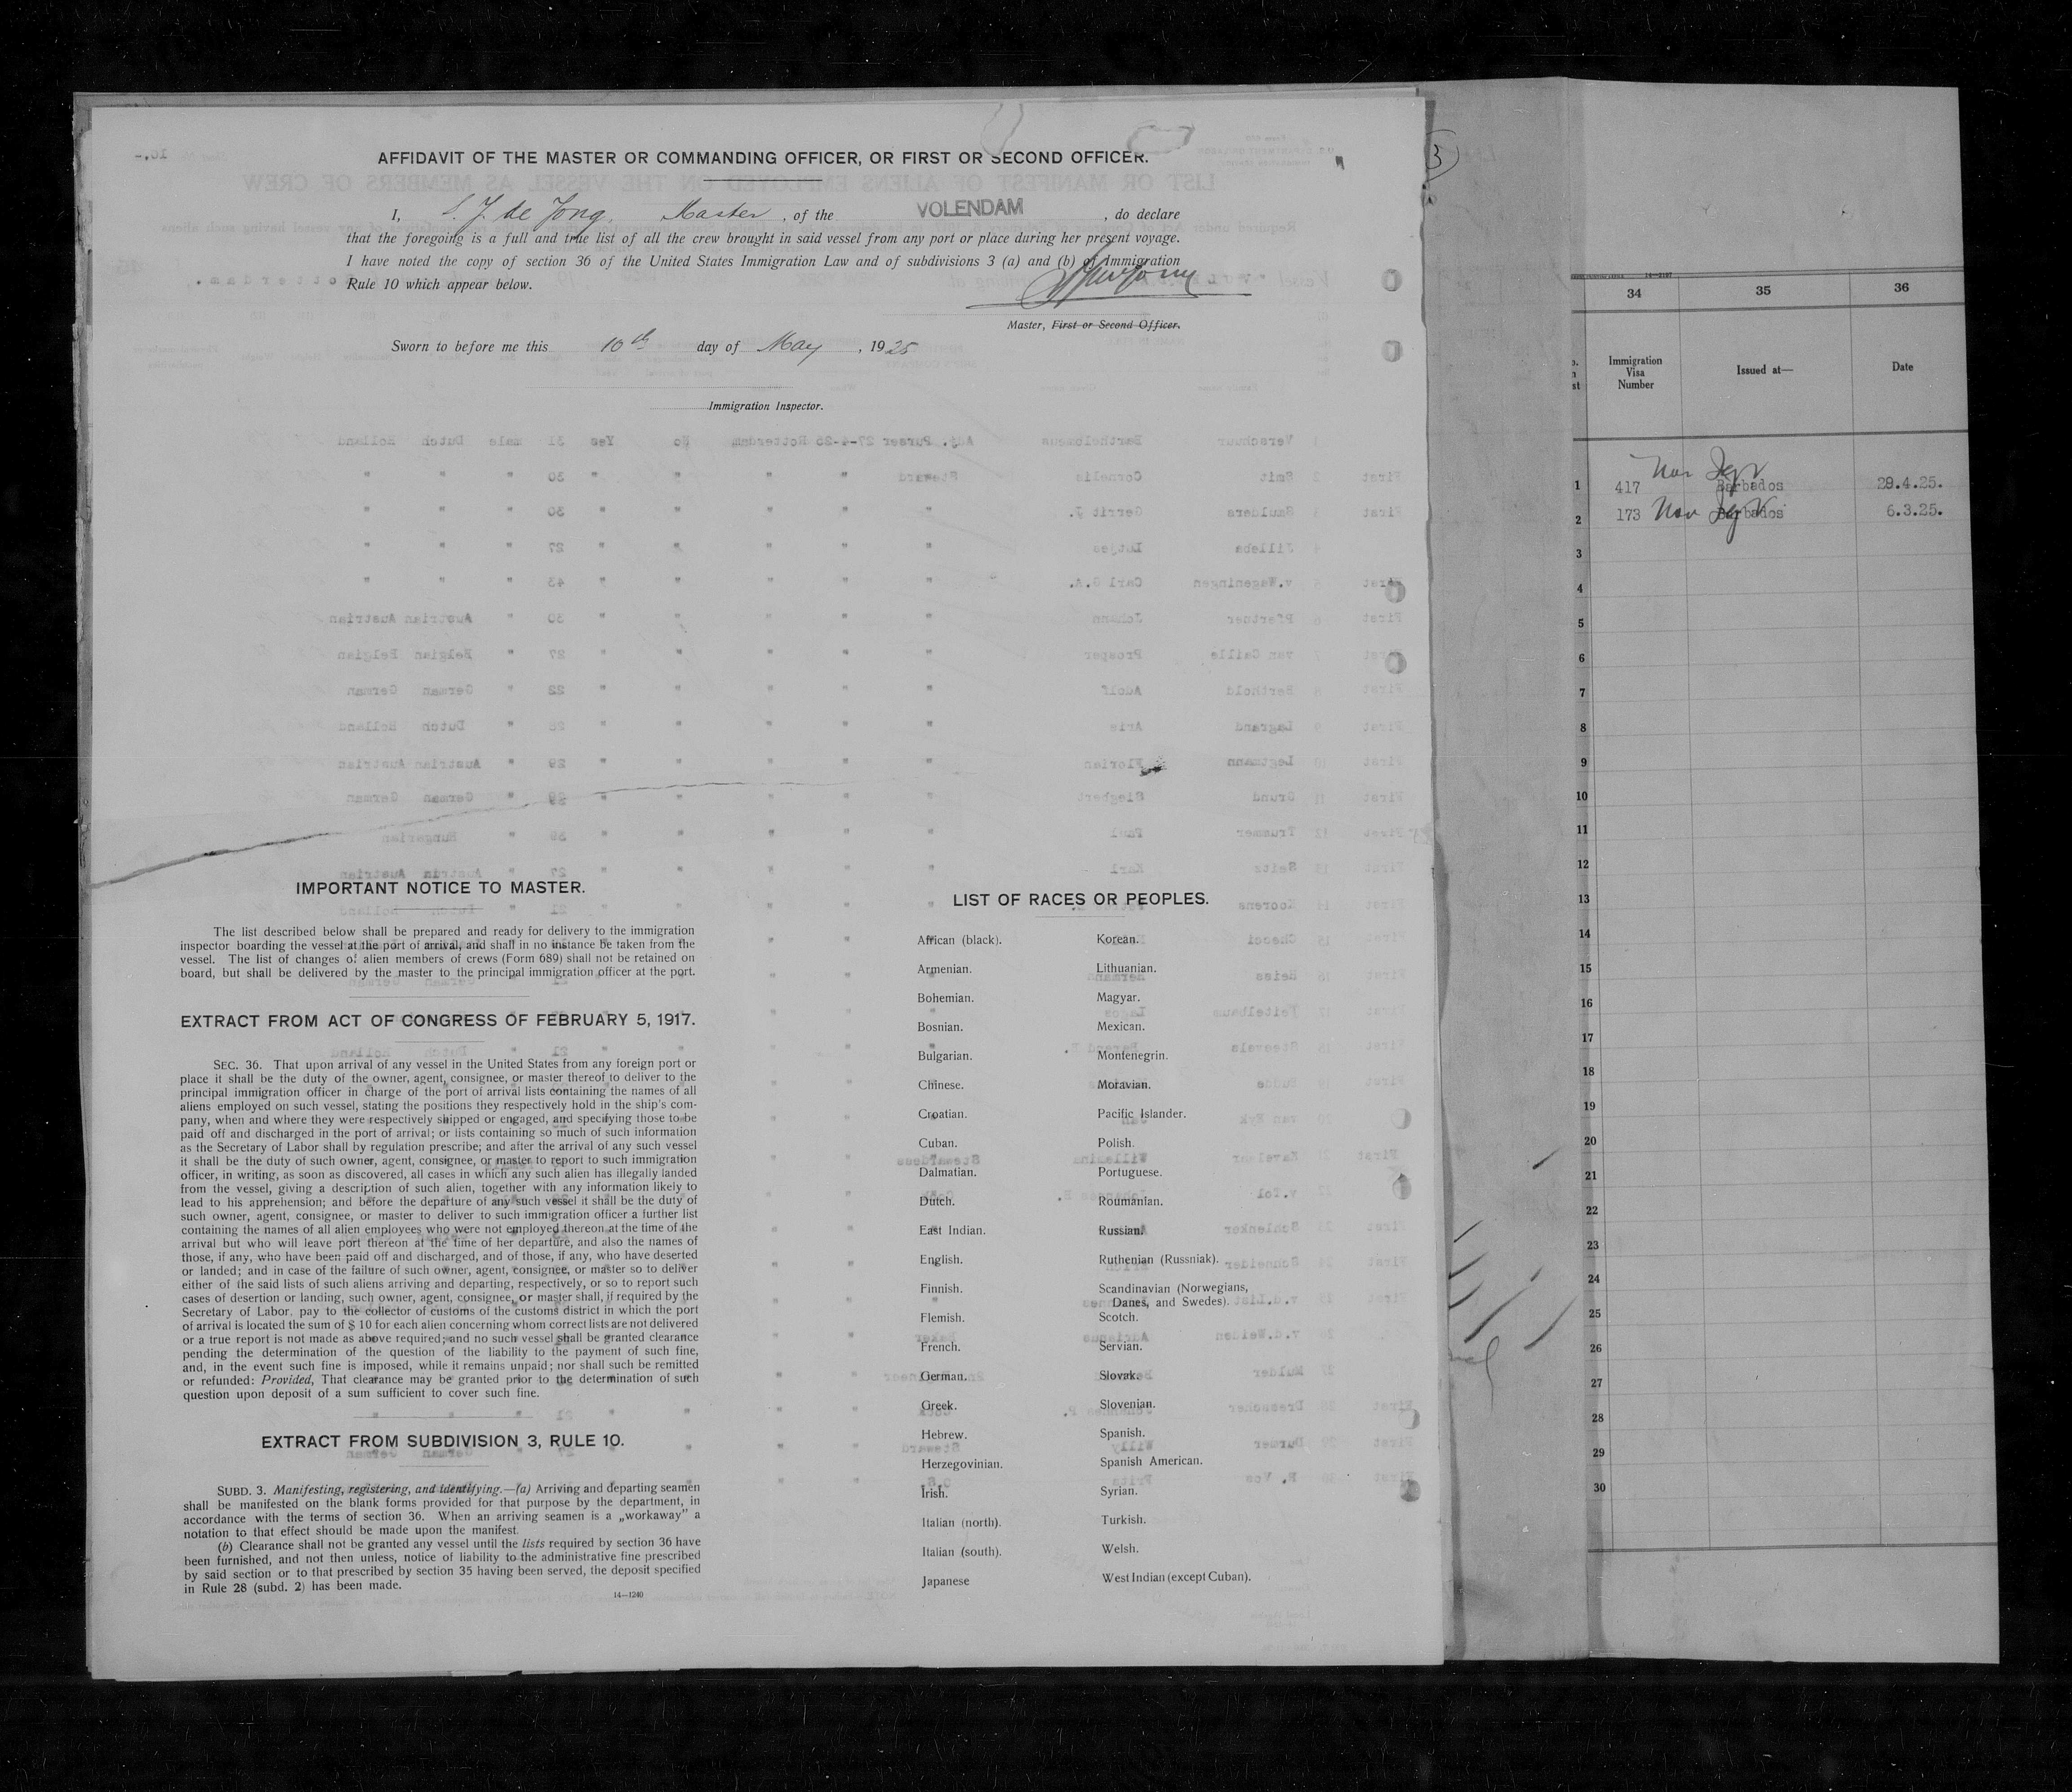 AFFIDAVIT OF THE MASTER OR COMMANDING OFFICER, OR FIRST OR SECOND OFFICER.
I, S. J. de Jong, Master, of the VOLENDAM, do declare
that the foregoing is a full and true list of all the crew brought in said vessel from any port or place during her present voyage.
I have noted the copy of section 36 of the United States Immigration Law and of subdivisions 3 (a) and (b) of Immigration
Rule 10 which appear below.
Master, First or Second Officer.
Sworn to before me this 10th day of May, 1925
Immigration Inspector.
IMPORTANT NOTICE TO MASTER.
The list described below shall be prepared and ready for delivery to the immigration
inspector boarding the vessel at the port of arrival, and shall in no instance be taken from the
vessel. The list of changes of alien members of crews (Form 689) shall not be retained on
board, but shall be delivered by the master to the principal immigration officer at the port.
EXTRACT FROM ACT OF CONGRESS OF FEBRUARY 5, 1917.
SEC. 36. That upon arrival of any vessel in the United States from any foreign port or
place it shall be the duty of the owner, agent, consignee, or master thereof to deliver to the
principal immigration officer in charge of the port of arrival lists containing the names of all
aliens employed on such vessel, stating the positions they respectively hold in the ship's com-
pany, when and where they were respectively shipped or engaged, and specifying those to be
paid off and discharged in the port of arrival; or lists containing so much of such information
as the Secretary of Labor shall by regulation prescribe; and after the arrival of any such vessel
it shall be the duty of such owner, agent, consignee, or master to report to such immigration
officer, in writing, as soon as discovered, all cases in which any such alien has illegally landed
from the vessel, giving a description of such alien, together with any information likely to
lead to his apprehension; and before the departure of any such vessel it shall be the duty of
such owner, agent, consignee, or master to deliver to such immigration officer a further list
containing the names of all alien employees who were not employed thereon at the time of the
arrival but who will leave port thereon at the time of her departure, and also the names of
those, if any, who have been paid off and discharged, and of those, if any, who have deserted
or landed; and in case of the failure of such owner, agent, consignee, or master so to deliver
either of the said lists of such aliens arriving and departing, respectively, or so to report such
cases of desertion or landing, such owner, agent, consignee, or master shall, if required by the
Secretary of Labor, pay to the collector of customs of the customs district in which the port
of arrival is located the sum of $ 10 for each alien concerning whom correct lists are not delivered
or a true report is not made as above required; and no such vessel shall be granted clearance
pending the determination of the question of the liability to the payment of such fine,
and, in the event such fine is imposed, while it remains unpaid; nor shall such be remitted
or refunded: Provided, That clearance may be granted prior to the determination of such
question upon deposit of a sum sufficient to cover such fine.
EXTRACT FROM SUBDIVISION 3, RULE 10.
SUBD. 3. Manifesting, registering, and identifying.—(a) Arriving and departing seamen
shall be manifested on the blank forms provided for that purpose by the department, in
accordance with the terms of section 36. When an arriving seamen is a „workaway" a
notation to that effect should be made upon the manifest.
(b) Clearance shall not be granted any vessel until the lists required by section 36 have
been furnished, and not then unless, notice of liability to the administrative fine prescribed
by said section or to that prescribed by section 35 having been served, the deposit specified
in Rule 28 (subd. 2) has been made.
14—1240
LIST OF RACES OR PEOPLES.
African (black). Korean.
Armenian. Lithuanian.
Bohemian. Magyar.
Bosnian. Mexican.
Bulgarian. Montenegrin.
Chinese. Moravian.
Croatian. Pacific Islander.
Cuban. Polish.
Dalmatian. Portuguese.
Dutch. Roumanian.
East Indian. Russian.
English. Ruthenian (Russniak).
Finnish. Scandinavian (Norwegians,
Danes, and Swedes).
Flemish. Scotch.
French. Servian.
German. Slovak.
Greek. Slovenian.
Hebrew. Spanish.
Herzegovinian. Spanish American.
Irish. Syrian.
Italian (north). Turkish.
Italian (south). Welsh.
Japanese West Indian (except Cuban).
3
34 35 36
Immigration
Visa
Number
Issued at—
Date
1 417 Barbados 29.4.25.
2 173 Barbados 6.3.25.
3
4
5
6
7
8
9
10
11
12
13
14
15
16
17
18
19
20
21
22
23
24
25
26
27
28
29
30